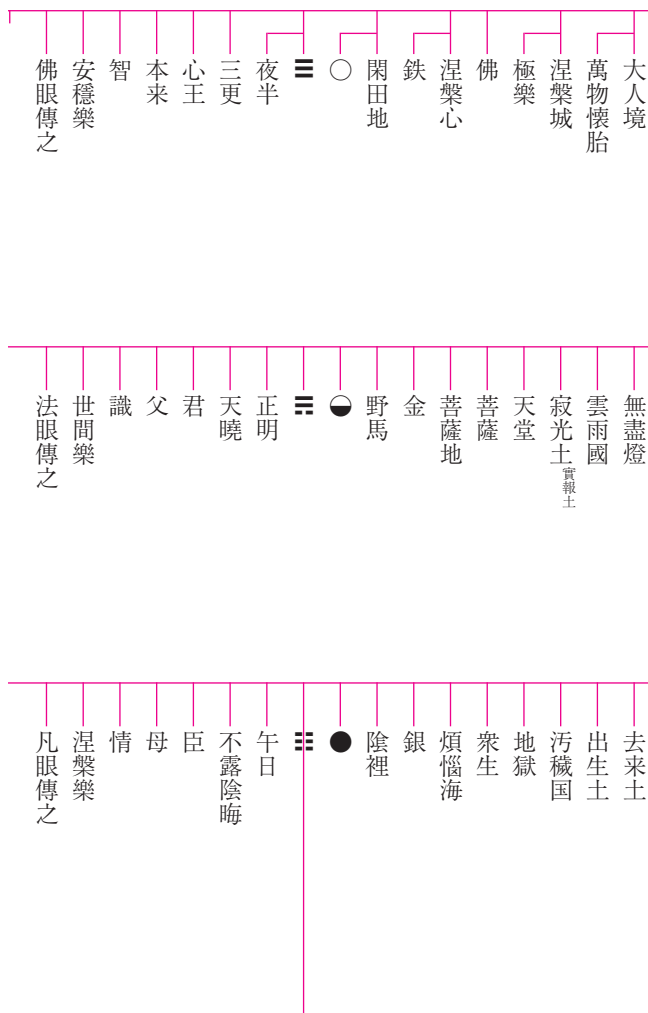 大人境
萬物懐胎
涅槃城
極樂
佛
涅槃心
鉄
閑田地
○
☰
夜半
三更
心王
本来
智
安穩樂
佛眼傳之
無盡燈
雲雨國
寂光土 實報土
天堂
菩薩
菩薩地
金
野馬
◒
☴
正明
天曉
君
父
識
世間樂
法眼傳之
去来土
出生土
汚穢国
地獄
衆生
煩惱海
銀
陰裡
●
☷
午日
不露陰晦
臣
母
情
涅槃樂
凡眼傳之